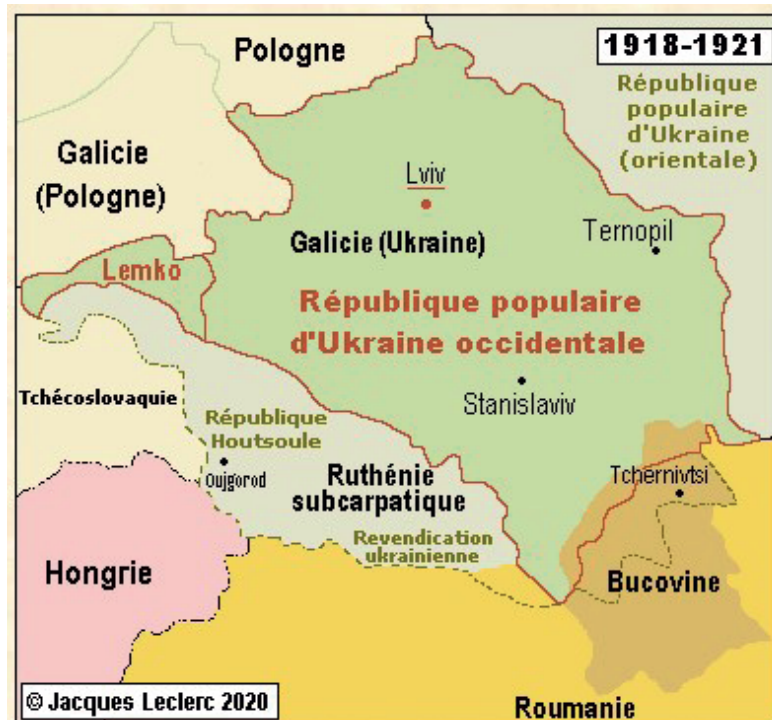 Pologne
1918-1921
République
populaire
d'Ukraine
(orientale)
Galicie
(Pologne)
Lviv
Galicie (Ukraine)
Ternopil
Lemko
République populaire
d'Ukraine occidentale
Tchécoslovaquie
Stanislaviv
République
Houtsoule
Oujgorod
Ruthénie
subcarpatique
Tchernivtsi
Revendication
ukrainienne
Hongrie
Bucovine
© Jacques Leclerc 2020
Roumanie